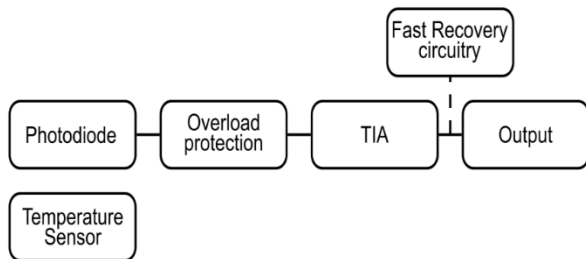 Fast Recovery
circuitry
Photodiode
Overload
protection
TIA
Output
Temperature
Sensor